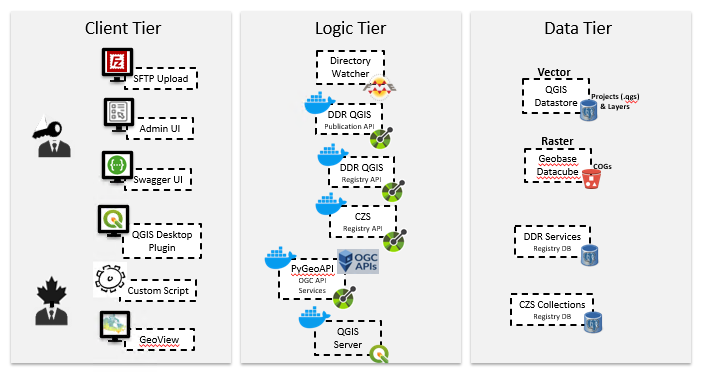 Client Tier
SFTP Upload
Admin UI
Swagger UI
QGIS Desktop
Plugin
Custom Script
GeoView
Logic Tier
Directory
Watcher
DDR QGIS
Publication API
DDR QGIS
Registry API
CZS
Registry API
PyGeoAPI
OGC API
Services
OGC
APIs
QGIS
Server
Data Tier
Vector
QGIS
Datastore
Projects (.qgs)
& Layers
Raster
Geobase
Datacube
COGs
DDR Services
Registry DB
CZS Collections
Registry DB